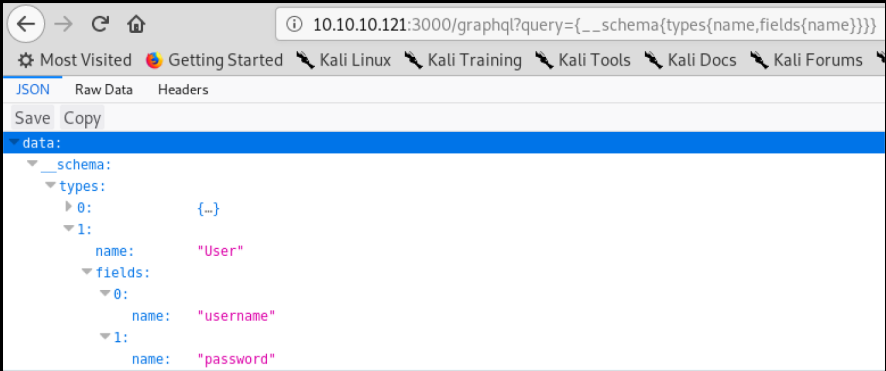 10.10.10.121:3000/graphql?query={__schema{types{name,fields{name}}}}
Most Visited Getting Started Kali Linux Kali Training Kali Tools Kali Docs Kali Forums
JSON Raw Data Headers
Save Copy
data:
__schema:
types:
0: {…}
1:
name: "User"
fields:
0:
name: "username"
1:
name: "password"